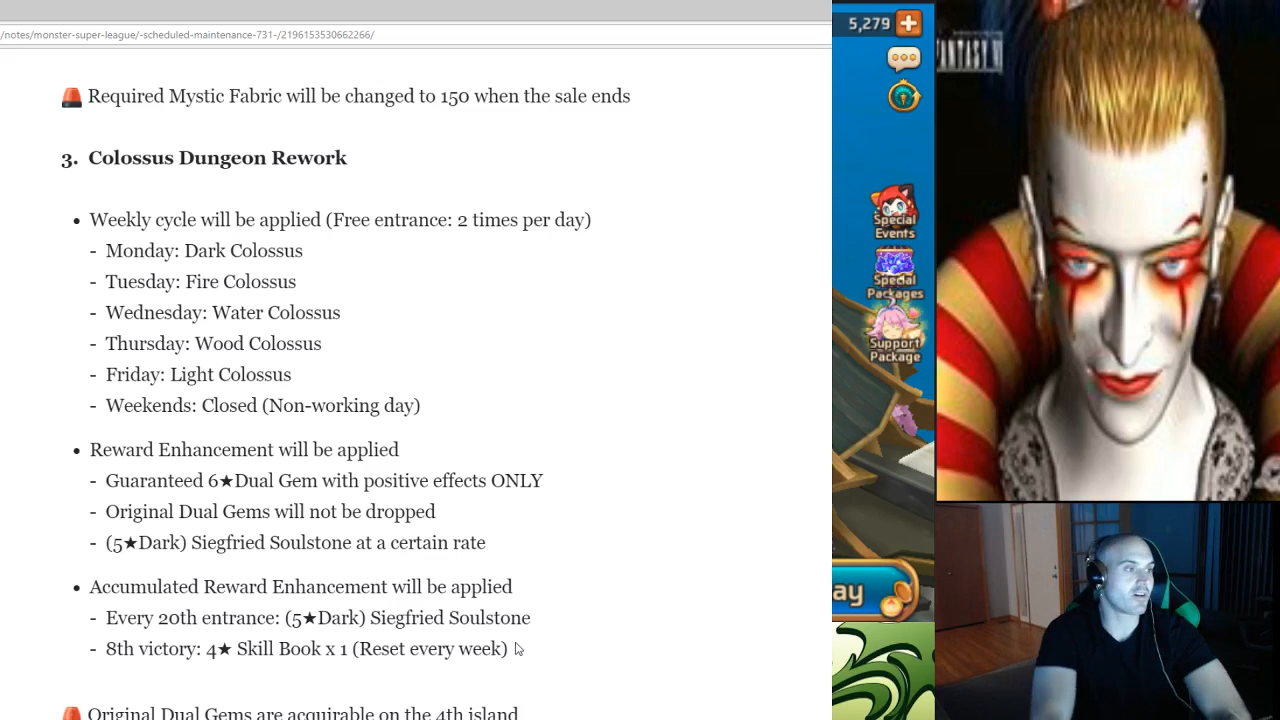 /notes/monster-super-league/-scheduled-maintenance-731-/2196153530662266/
🚨 Required Mystic Fabric will be changed to 150 when the sale ends
3. Colossus Dungeon Rework
• Weekly cycle will be applied (Free entrance: 2 times per day)
- Monday: Dark Colossus
- Tuesday: Fire Colossus
- Wednesday: Water Colossus
- Thursday: Wood Colossus
- Friday: Light Colossus
- Weekends: Closed (Non-working day)
• Reward Enhancement will be applied
- Guaranteed 6★Dual Gem with positive effects ONLY
- Original Dual Gems will not be dropped
- (5★Dark) Siegfried Soulstone at a certain rate
• Accumulated Reward Enhancement will be applied
- Every 20th entrance: (5★Dark) Siegfried Soulstone
- 8th victory: 4★ Skill Book x 1 (Reset every week)
🚨 Original Dual Gems are acquirable on the 4th island
5,279
Special
Events
Special
Packages
Support
Package
ay
FANTASY VI